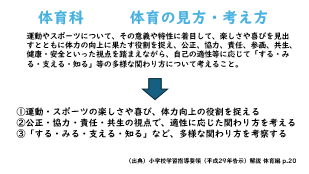 体育科　　　体育の見方・考え方
運動やスポーツについて、その意義や特性に着目して、楽しさや喜びを見出
すとともに体力の向上に果たす役割を捉え、公正、協力、責任、参画、共生、
健康・安全といった視点を踏まえながら、自己の適性等に応じて「する・み
る・支える・知る」等の多様な関わり方について考えること。
①運動・スポーツの楽しさや喜び、体力向上の役割を捉える
②公正・協力・責任・共生の視点で、適性に応じた関わり方を考える
③「する・みる・支える・知る」など、多様な関わり方を考察する
（出典）小学校学習指導要領（平成29年告示）解説 体育編 p.20